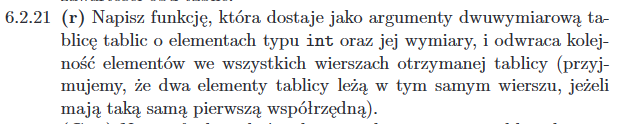 6.2.21 (r) Napisz funkcję, która dostaje jako argumenty dwuwymiarową ta-
blicę tablic o elementach typu int oraz jej wymiary, i odwraca kolej-
ność elementów we wszystkich wierszach otrzymanej tablicy (przyj-
mujemy, że dwa elementy tablicy leżą w tym samym wierszu, jeżeli
mają taką samą pierwszą współrzędną).